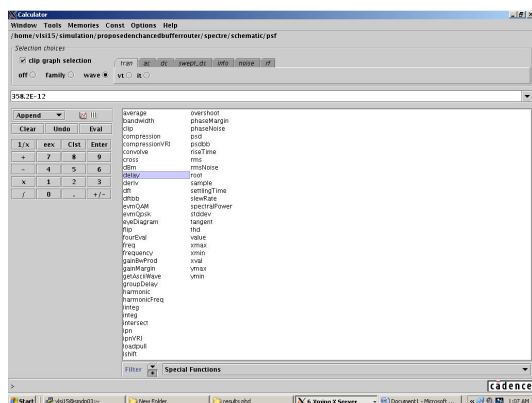 Calculator
Window Tools Memories Const Options Help
/home/vlsi15/simulation/proposedenchancedbufferrouter/spectre/schematic/psf
Selection choices
clip graph selection
off family wave
tran ac dc swept_dc info noise rf
vt it
358.2E-12
Append
Clear Undo Eval
1/x eex Clst Enter
+ 7 8 9
- 4 5 6
x 1 2 3
/ 0 . +/-
average
bandwidth
clip
compression
compressionVRI
convolve
cross
dBm
delay
deriv
dft
dftbb
evmQAM
evmQpsk
eyeDiagram
flip
fourEval
freq
frequency
gainBwProd
gainMargin
getAsciiWave
groupDelay
harmonic
harmonicFreq
iinteg
integ
intersect
ipn
ipnVRI
loadpull
lshift
overshoot
phaseMargin
phaseNoise
psd
psdbb
riseTime
rms
rmsNoise
root
sample
settlingTime
slewRate
spectralPower
stddev
tangent
thd
value
xmax
xmin
xval
ymax
ymin
Filter Special Functions
>
cadence
Start
New Folder
results phd
X Server
Document1 - Microsoft ...
1:07 AM